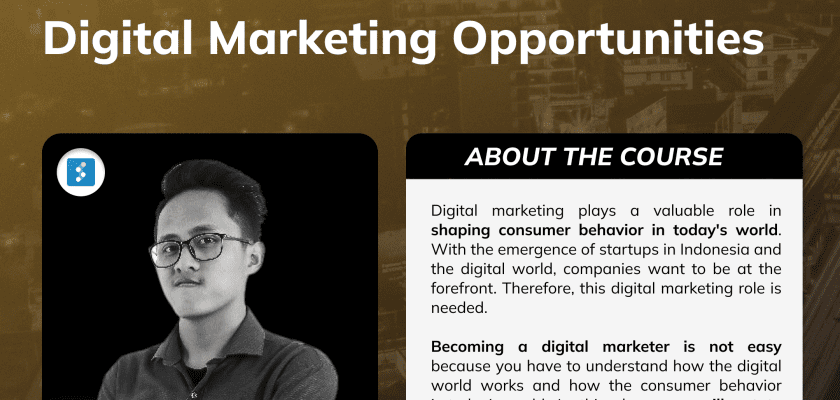 Digital Marketing Opportunities
ABOUT THE COURSE
Digital marketing plays a valuable role in
shaping consumer behavior in today's world.
With the emergence of startups in Indonesia and
the digital world, companies want to be at the
forefront. Therefore, this digital marketing role is
needed.
Becoming a digital marketer is not easy
because you have to understand how the digital
world works and how the consumer behavior